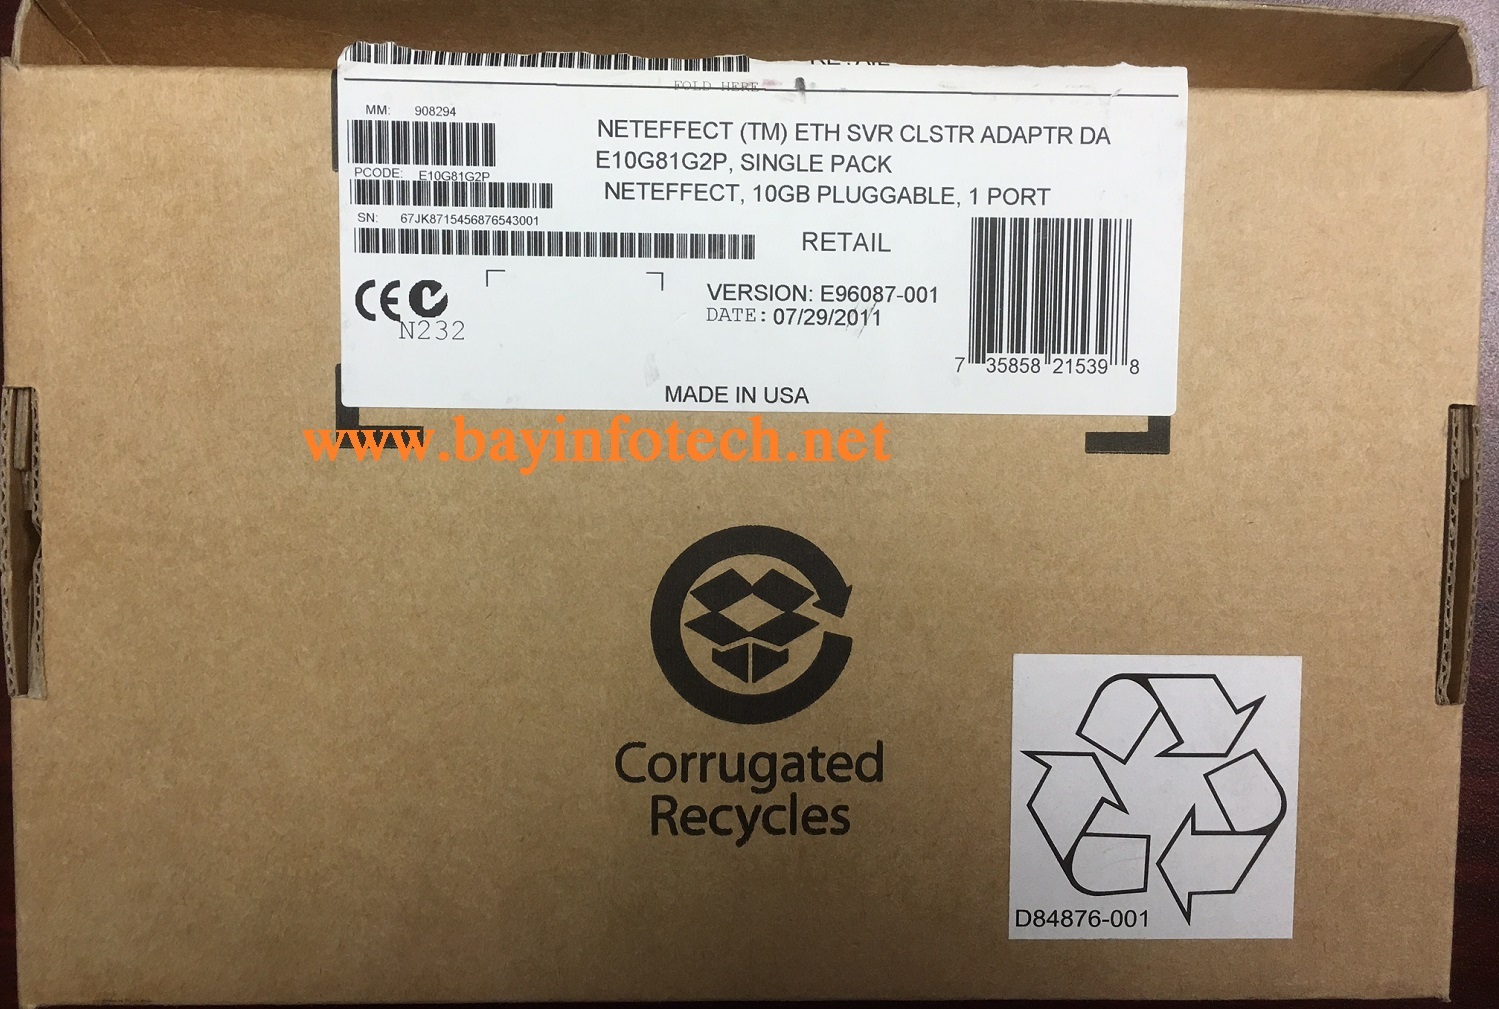 FOLD HERE
MM: 908294
PCODE: E10G81G2P
SN: 67JK8715456876543001
NETEFFECT (TM) ETH SVR CLSTR ADAPTR DA
E10G81G2P, SINGLE PACK
NETEFFECT, 10GB PLUGGABLE, 1 PORT
RETAIL
CE
N232
VERSION: E96087-001
DATE: 07/29/2011
7 35858 21539 8
MADE IN USA
www.bayinfotech.net
Corrugated
Recycles
D84876-001